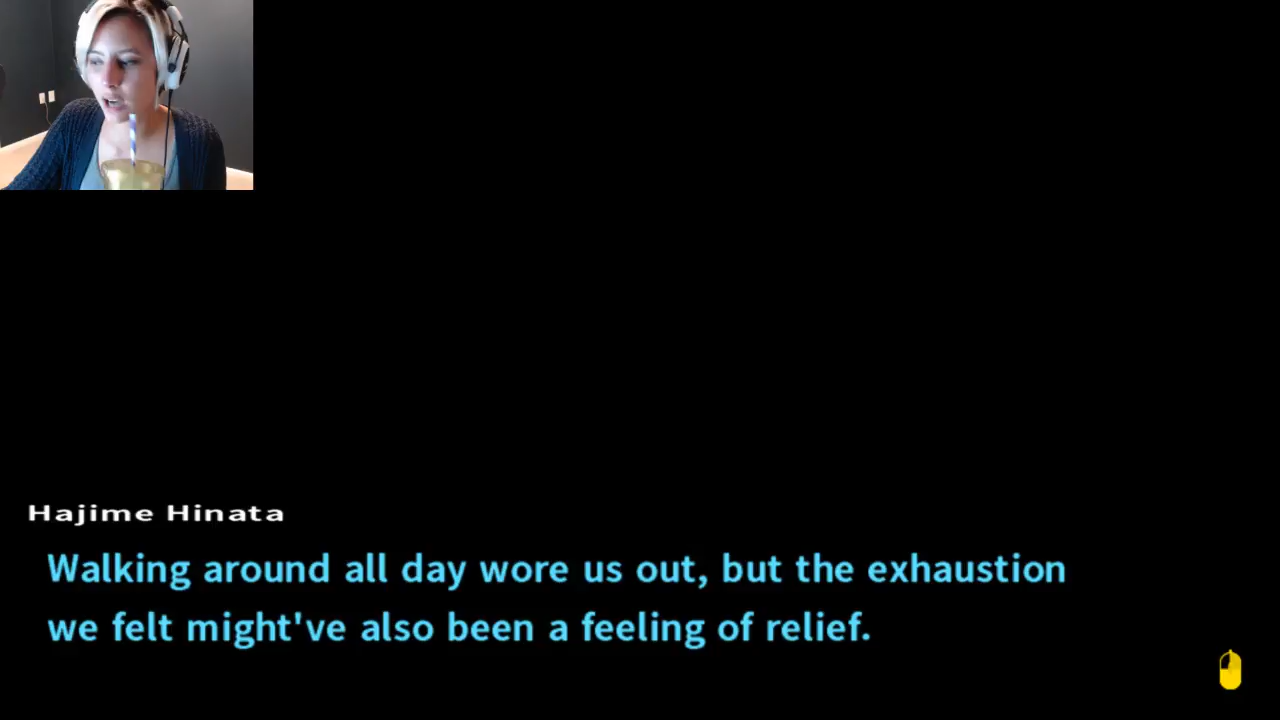 Hajime Hinata
Walking around all day wore us out, but the exhaustion
we felt might've also been a feeling of relief.